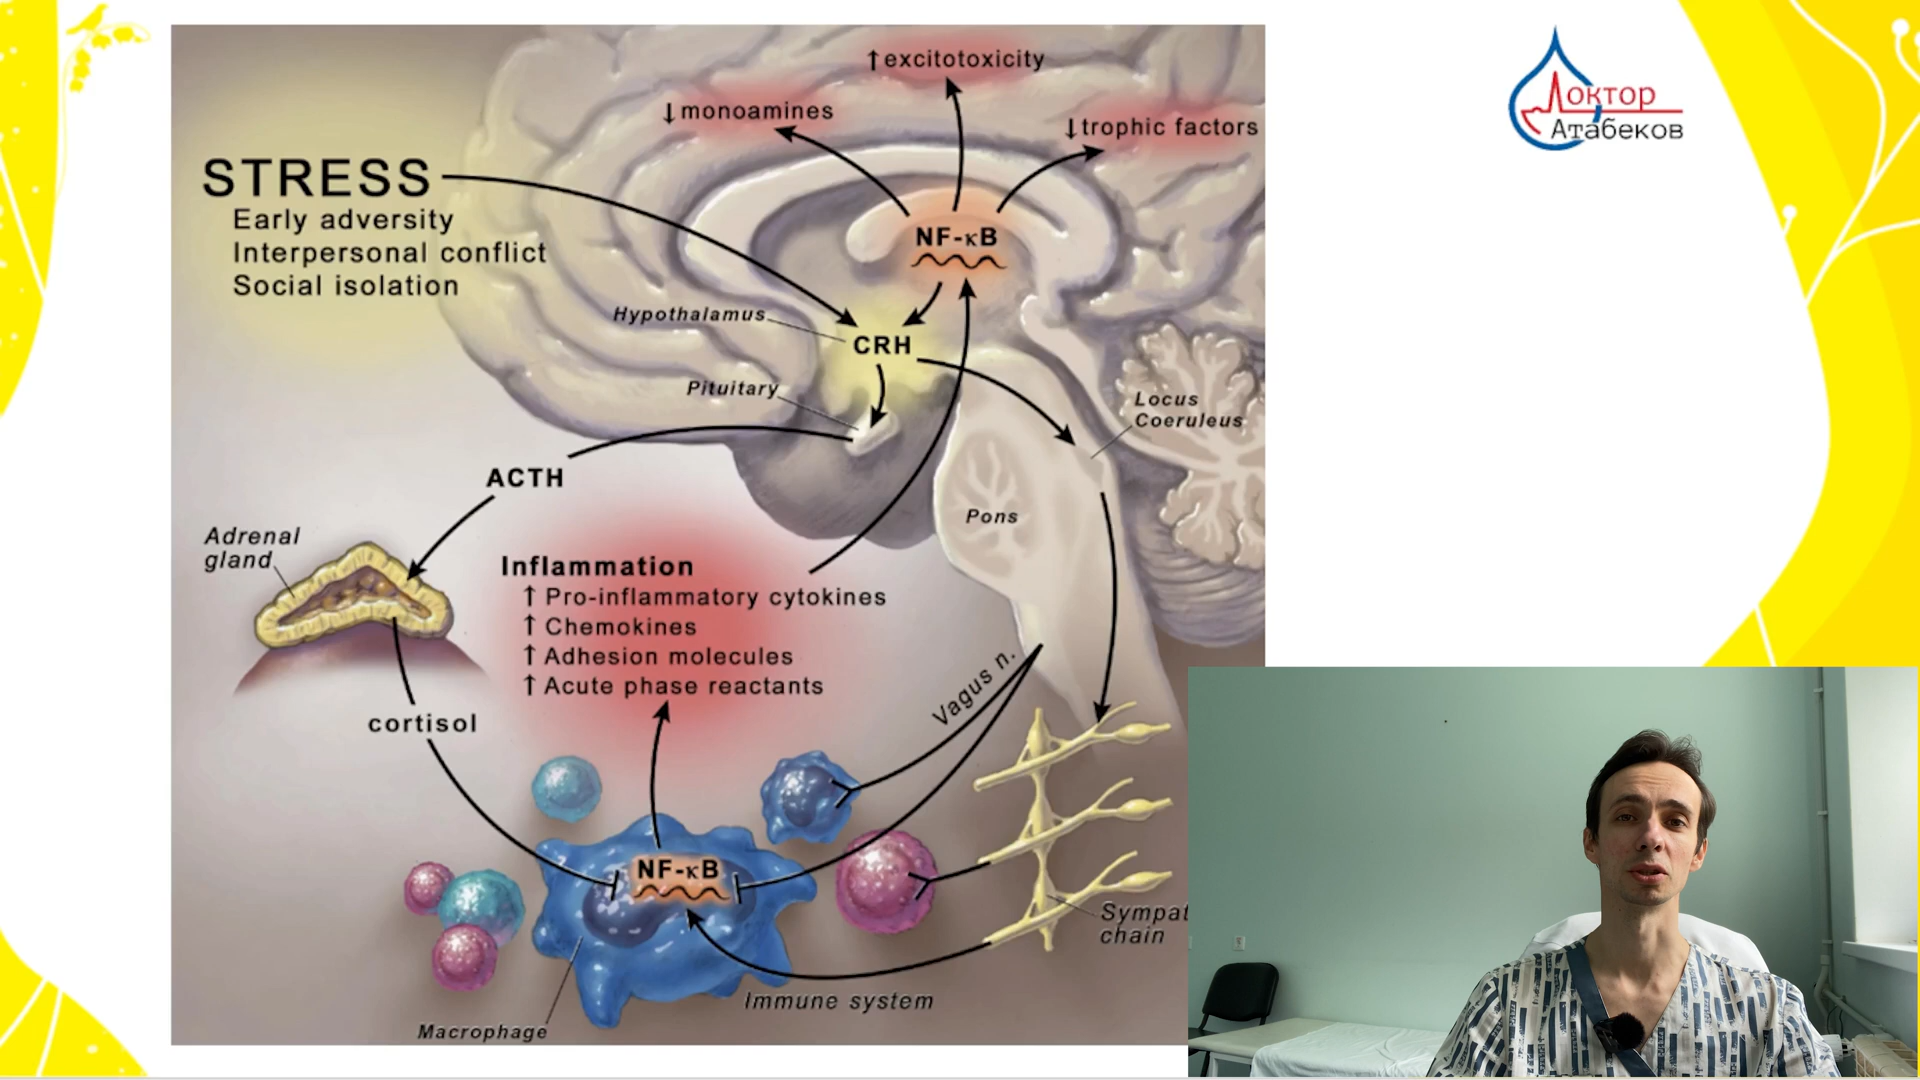 ↑excitotoxicity
↓monoamines
↓trophic factors
STRESS
Early adversity
Interpersonal conflict
Social isolation
NF-κB
Hypothalamus
CRH
Pituitary
Locus
Coeruleus
ACTH
Pons
Adrenal
gland
Inflammation
↑ Pro-inflammatory cytokines
↑ Chemokines
↑ Adhesion molecules
↑ Acute phase reactants
Vagus n.
cortisol
NF-κB
Sympat
chain
Immune system
Macrophage
Доктор
Атабеков